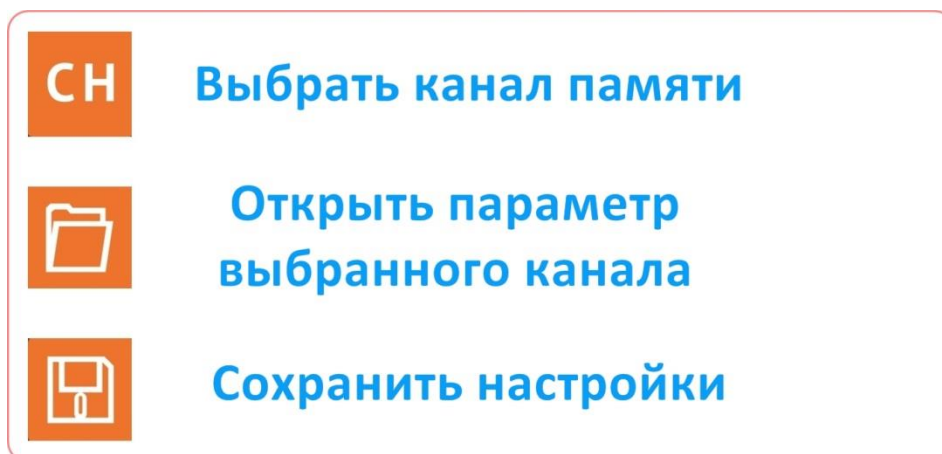 CH Выбрать канал памяти
Открыть параметр
выбранного канала
Сохранить настройки